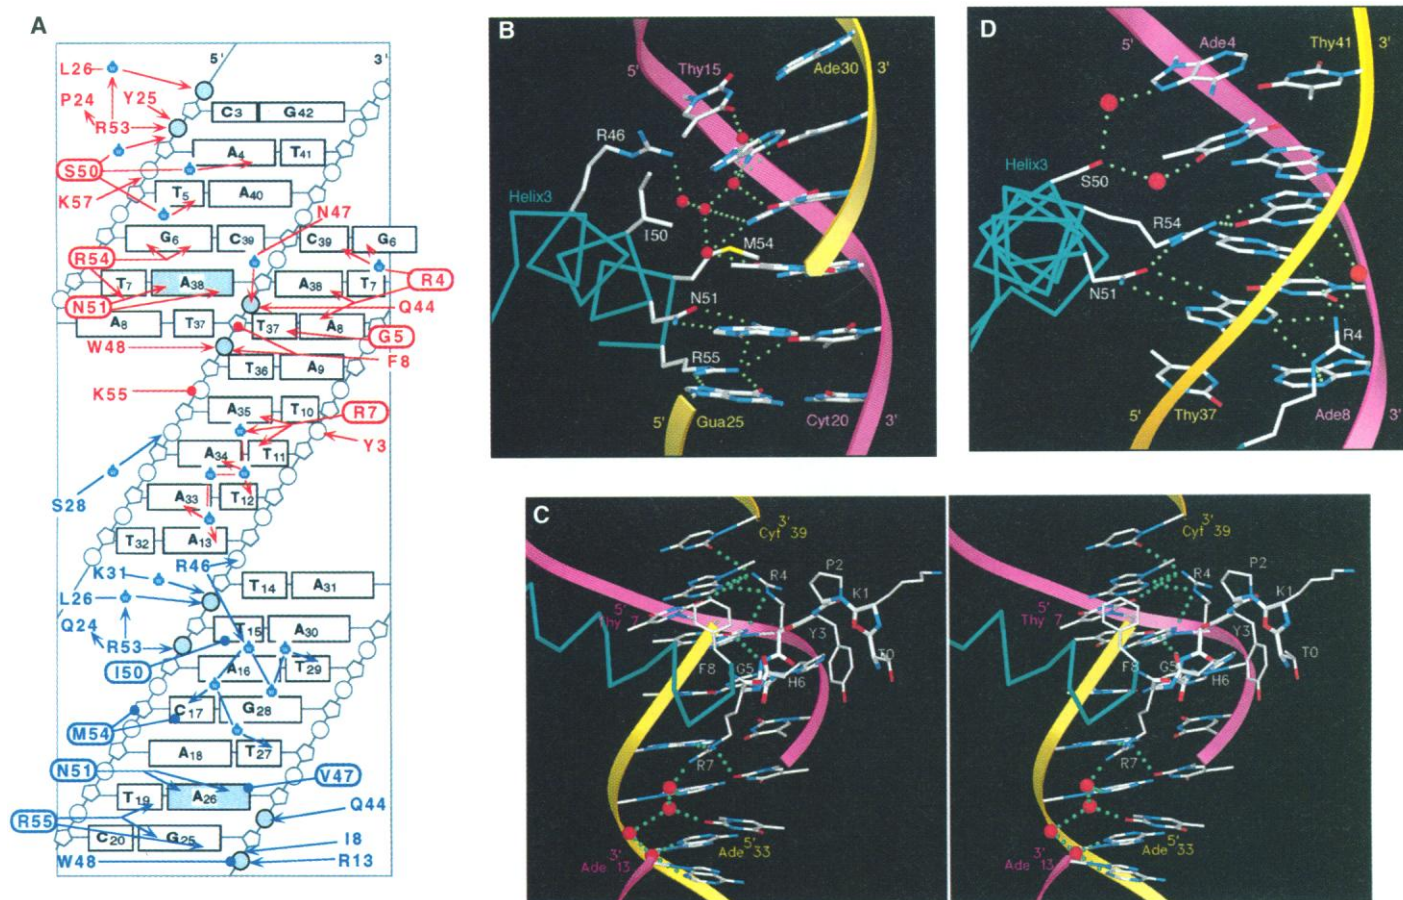 A
5'
3'
L26
P24
Y25
R53
C3 G42
A4 T41
S50
T5 A40
K57
N47
G6 C39 C39 G6
R54
R4
T7 A38 A38 T7
N51
Q44
A8 T37 T37 A8
G5
W48
F8
T36 A9
K55
A35 T10
R7
Y3
A34 T11
S28
A33 T12
T32 A13
R46
K31
T14 A31
L26
Q24
T15 A30
R53
I50
A16 T29
C17 G28
M54
A18 T27
N51
V47
T19 A26
Q44
R55
C20 G25
I8
W48
R13
B
5'
Thy15
Ade30
3'
R46
Helix3
I50
M54
N51
R55
5'
Gua25
Cyt20
3'
D
5'
Ade4
Thy41
3'
Helix3
S50
R54
N51
R4
5'
Thy37
Ade8
3'
C
3'
Cyt 39
P2
R4
K1
5'
Thy 7
Y3
T0
F8
G5
H6
R7
5'
Ade 33
3'
Ade 13
3'
Cyt 39
P2
R4
K1
5'
Thy 7
Y3
T0
F8
G5
H6
R7
5'
Ade 33
3'
Ade 13